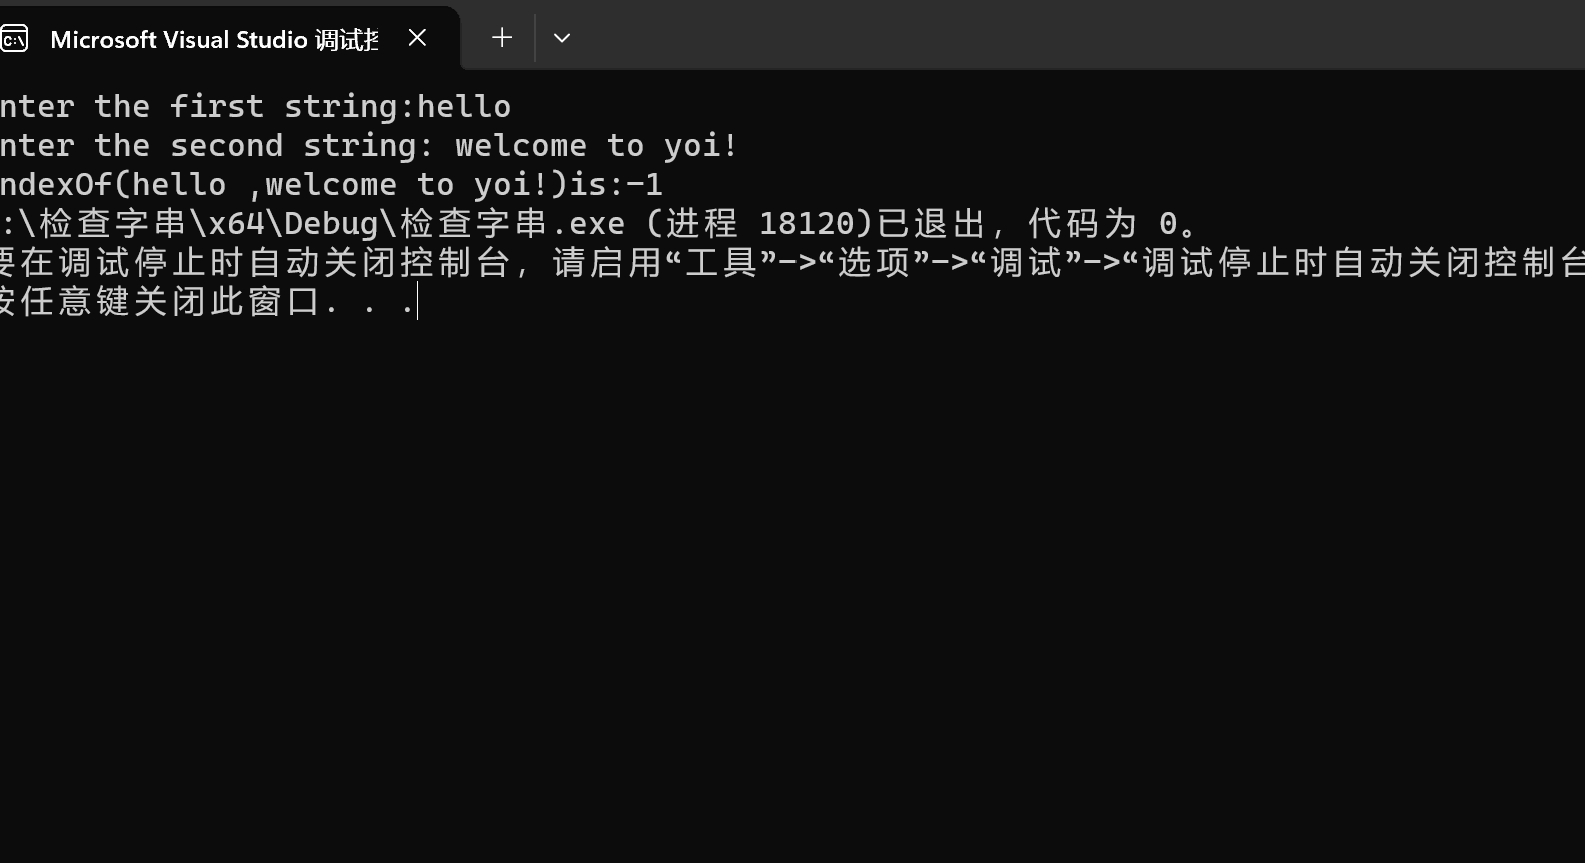 Microsoft Visual Studio 调试
nter the first string:hello
nter the second string: welcome to yoi!
ndexOf(hello ,welcome to yoi!)is:-1
:\检查字串\x64\Debug\检查字串.exe (进程 18120)已退出，代码为 0。
要在调试停止时自动关闭控制台，请启用“工具”->“选项”->“调试”->“调试停止时自动关闭控制台
按任意键关闭此窗口. . .